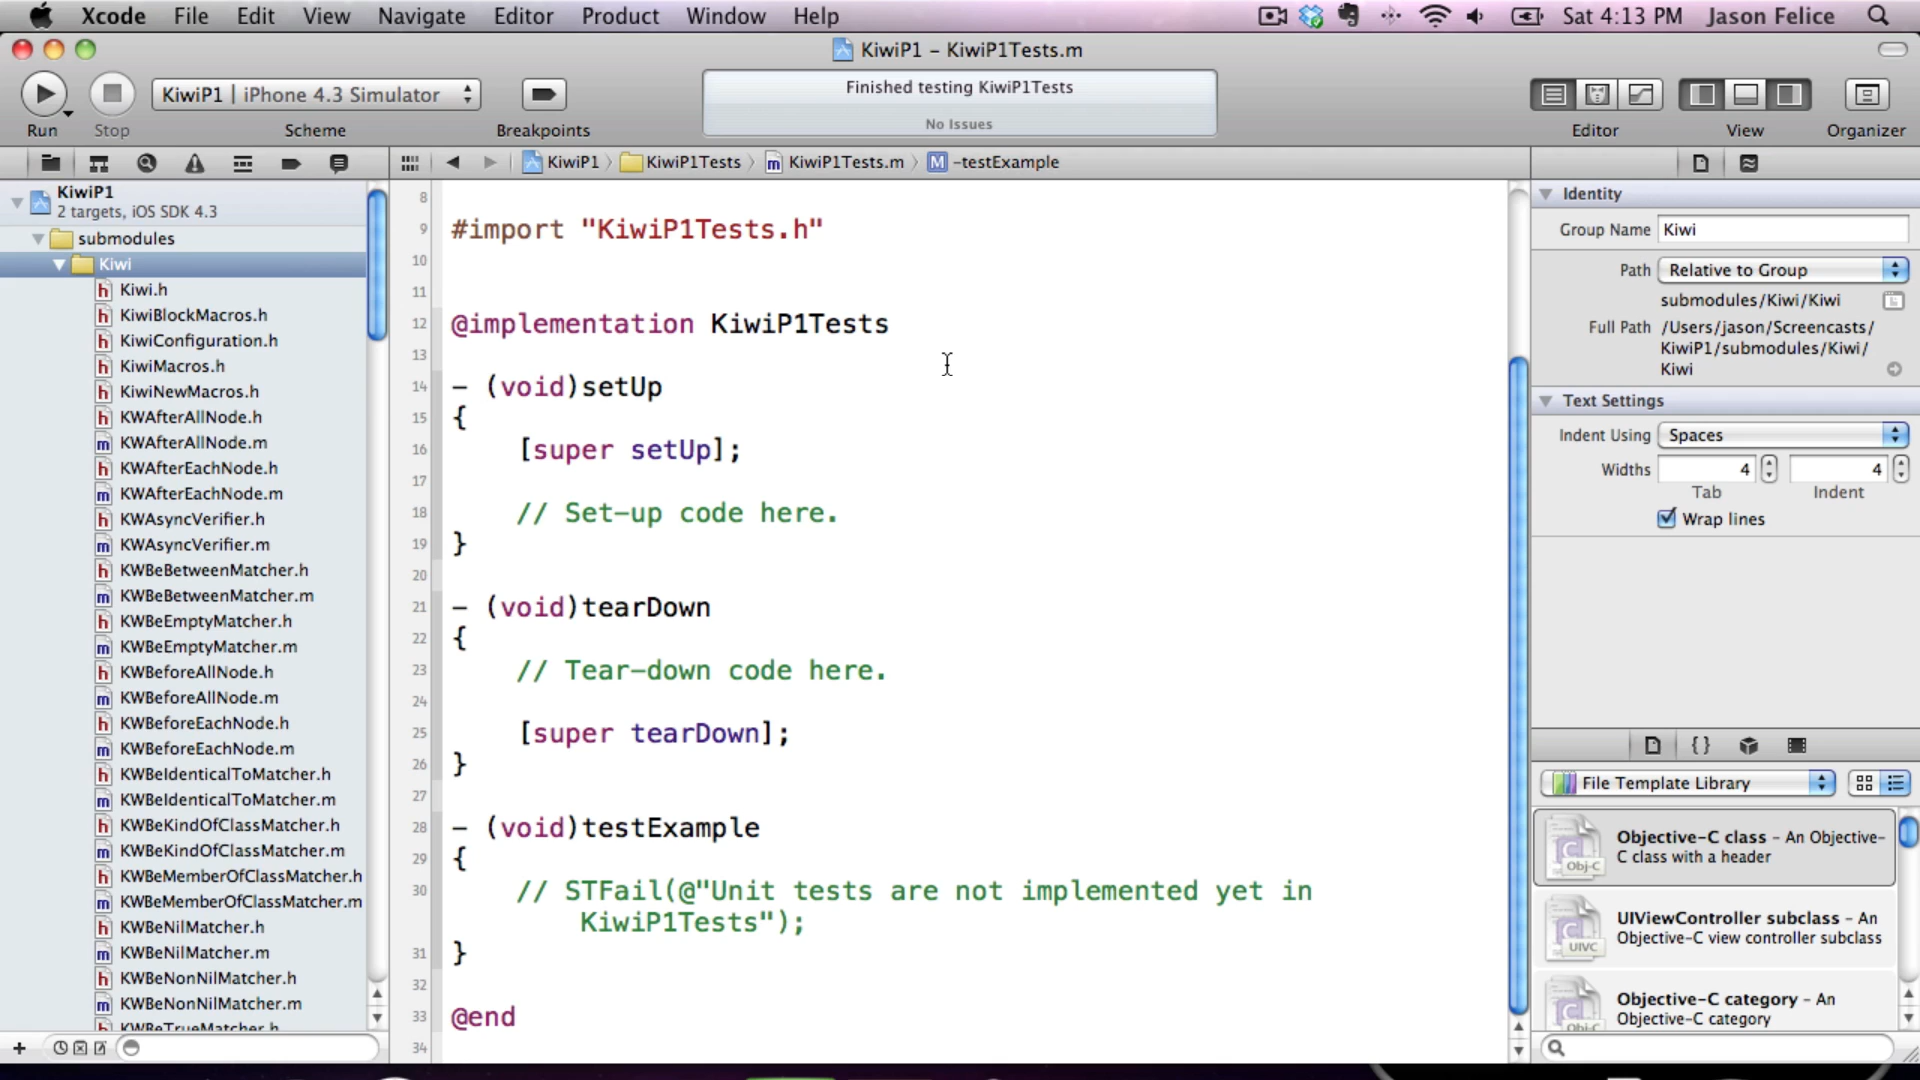 Xcode File Edit View Navigate Editor Product Window Help Sat 4:13 PM Jason Felice
KiwiP1 – KiwiP1Tests.m
KiwiP1 | iPhone 4.3 Simulator
Finished testing KiwiP1Tests
No Issues
Run Stop Scheme Breakpoints Editor View Organizer
KiwiP1 KiwiP1Tests KiwiP1Tests.m M -testExample
KiwiP1
2 targets, iOS SDK 4.3
submodules
Kiwi
h Kiwi.h
h KiwiBlockMacros.h
h KiwiConfiguration.h
h KiwiMacros.h
h KiwiNewMacros.h
h KWAfterAllNode.h
m KWAfterAllNode.m
h KWAfterEachNode.h
m KWAfterEachNode.m
h KWAsyncVerifier.h
m KWAsyncVerifier.m
h KWBeBetweenMatcher.h
m KWBeBetweenMatcher.m
h KWBeEmptyMatcher.h
m KWBeEmptyMatcher.m
h KWBeforeAllNode.h
m KWBeforeAllNode.m
h KWBeforeEachNode.h
m KWBeforeEachNode.m
h KWBeIdenticalToMatcher.h
m KWBeIdenticalToMatcher.m
h KWBeKindOfClassMatcher.h
m KWBeKindOfClassMatcher.m
h KWBeMemberOfClassMatcher.h
m KWBeMemberOfClassMatcher.m
h KWBeNilMatcher.h
m KWBeNilMatcher.m
h KWBeNonNilMatcher.h
m KWBeNonNilMatcher.m
h KWBeTrueMatcher.h
8
9 #import "KiwiP1Tests.h"
10
11
12 @implementation KiwiP1Tests
13
14 – (void)setUp
15 {
16 [super setUp];
17
18 // Set-up code here.
19 }
20
21 – (void)tearDown
22 {
23 // Tear-down code here.
24
25 [super tearDown];
26 }
27
28 – (void)testExample
29 {
30 // STFail(@"Unit tests are not implemented yet in
KiwiP1Tests");
31 }
32
33 @end
34
Identity
Group Name Kiwi
Path Relative to Group
submodules/Kiwi/Kiwi
Full Path /Users/jason/Screencasts/
KiwiP1/submodules/Kiwi/
Kiwi
Text Settings
Indent Using Spaces
Widths 4 4
Tab Indent
Wrap lines
{}
File Template Library
Objective-C class – An Objective-
C class with a header
Obj-C
UIViewController subclass – An
Objective-C view controller subclass
UIVC
Objective-C category – An
Objective-C category
Obj-C